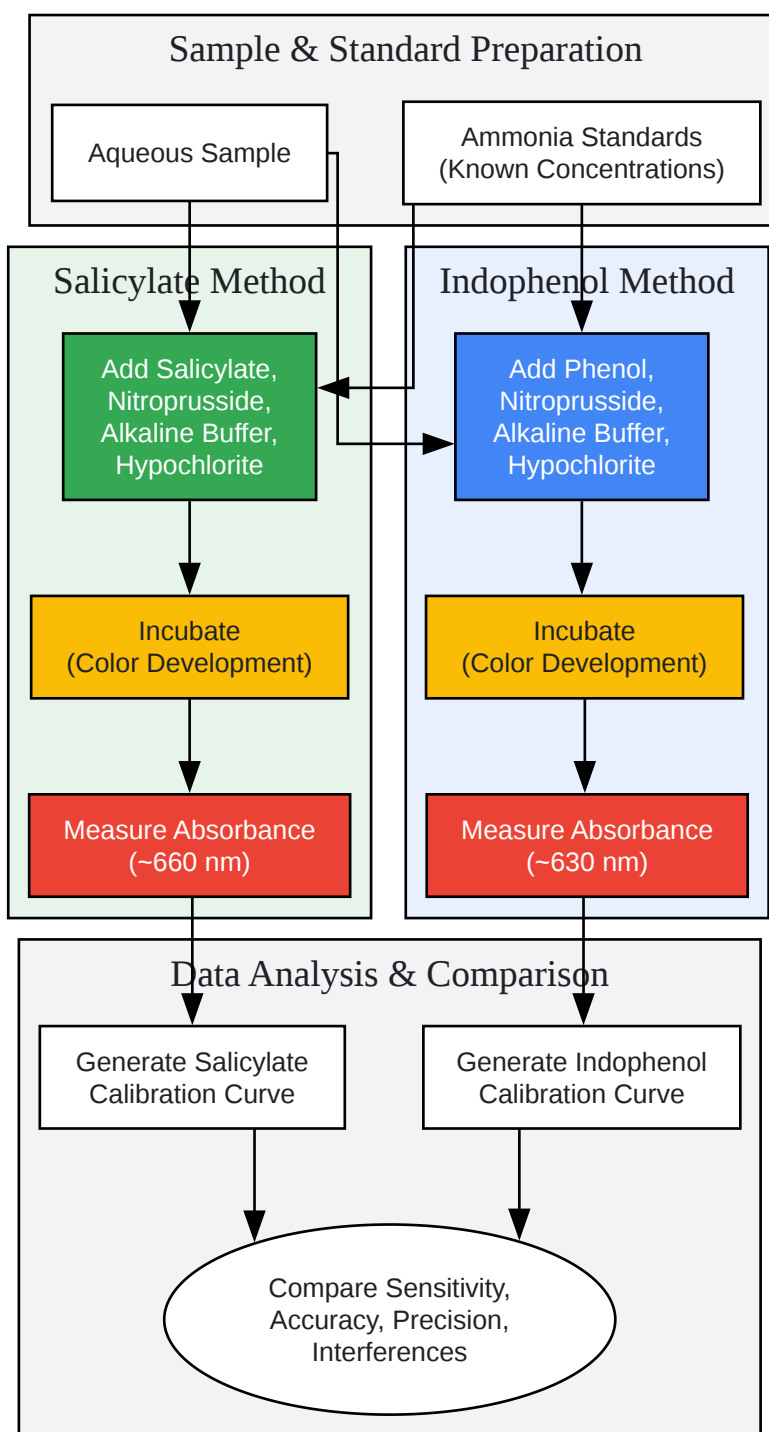 Sample & Standard Preparation
Aqueous Sample
Ammonia Standards
(Known Concentrations)
Salicylate Method
Add Salicylate,
Nitroprusside,
Alkaline Buffer,
Hypochlorite
Incubate
(Color Development)
Measure Absorbance
(~660 nm)
Indophenol Method
Add Phenol,
Nitroprusside,
Alkaline Buffer,
Hypochlorite
Incubate
(Color Development)
Measure Absorbance
(~630 nm)
Data Analysis & Comparison
Generate Salicylate
Calibration Curve
Generate Indophenol
Calibration Curve
Compare Sensitivity,
Accuracy, Precision,
Interferences